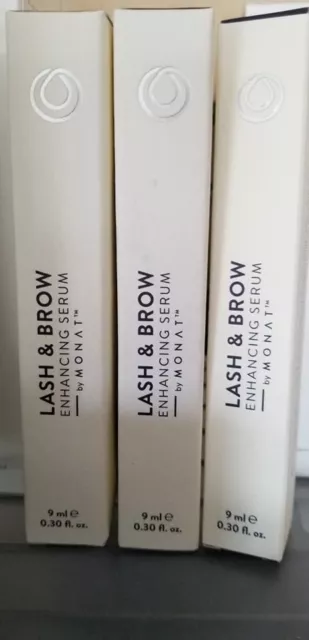 LASH & BROW
ENHANCING SERUM
by MONAT™
9 ml ℮
0.30 fl. oz.
LASH & BROW
ENHANCING SERUM
by MONAT™
9 ml ℮
0.30 fl. oz.
LASH & BROW
ENHANCING SERUM
by MONAT™
9 ml ℮
0.30 fl. oz.